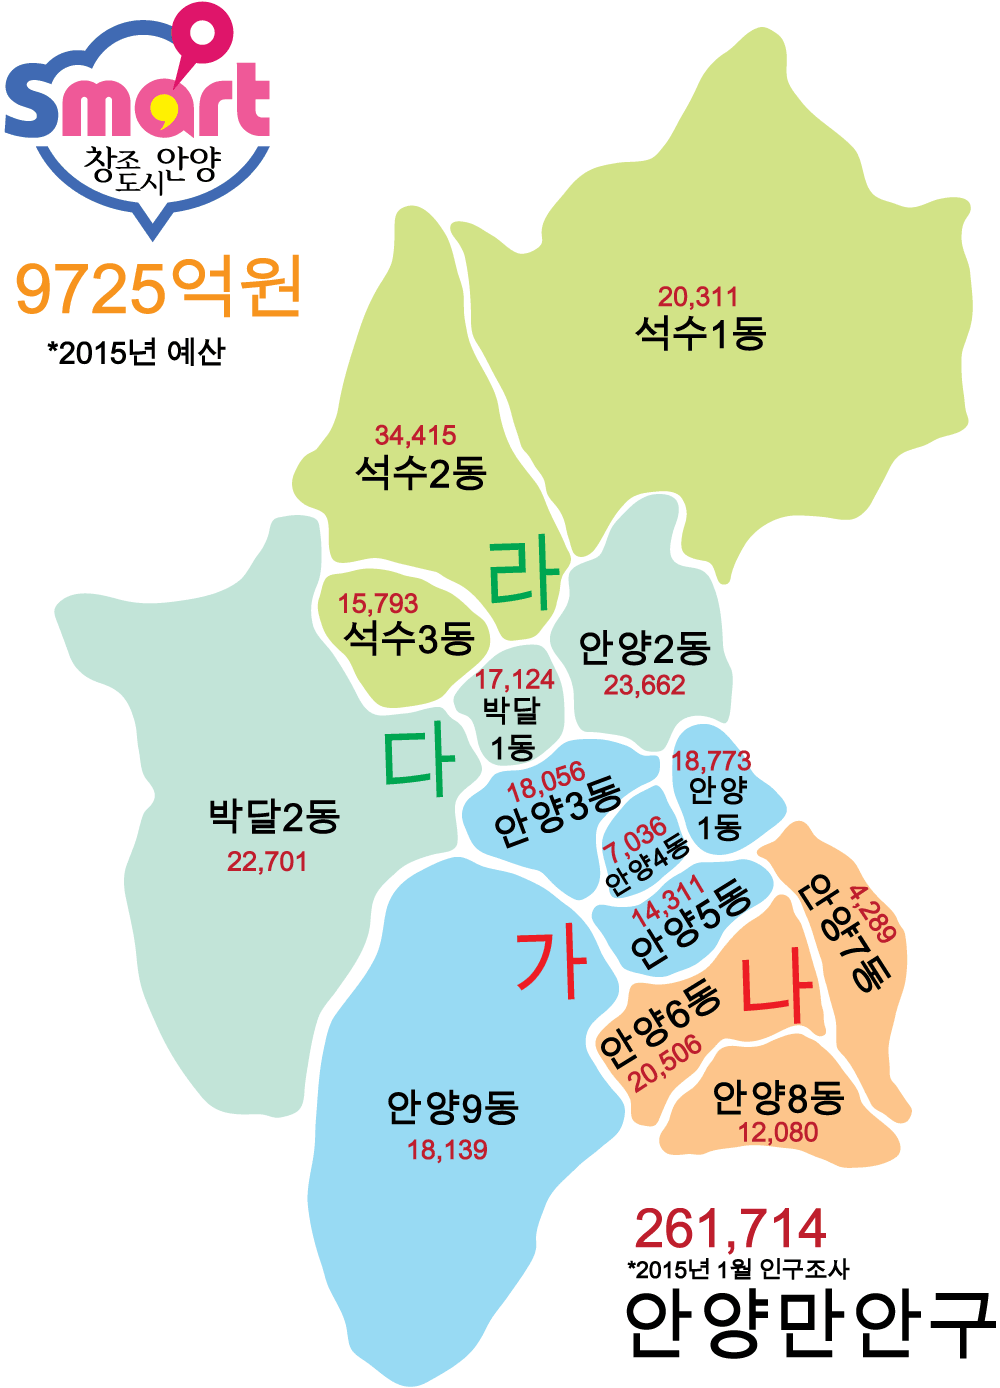 Smart
창조
도시 안양
9725억원
*2015년 예산
20,311
석수1동
34,415
석수2동
라
15,793
석수3동
안양2동
23,662
17,124
박달
1동
다
박달2동
22,701
18,056
안양3동
18,773
안양
1동
7,036
안양4동
14,311
안양5동
4,289
안양7동
가
나
안양6동
20,506
안양8동
12,080
안양9동
18,139
261,714
*2015년 1월 인구조사
안양만안구